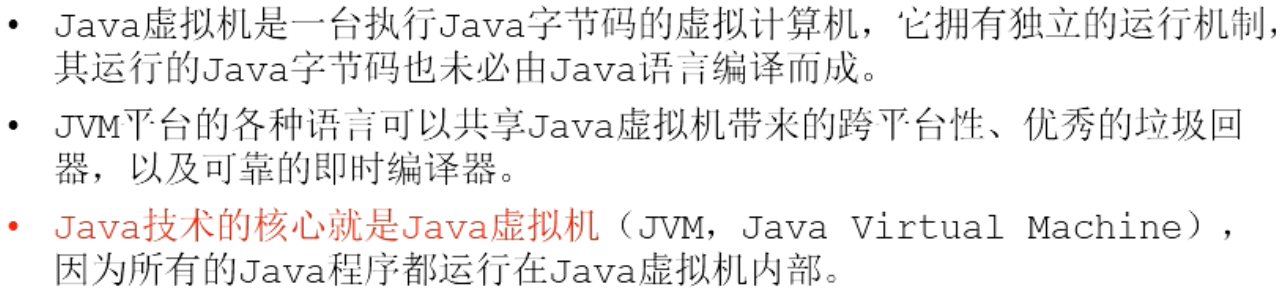 • Java虚拟机是一台执行Java字节码的虚拟计算机，它拥有独立的运行机制，
其运行的Java字节码也未必由Java语言编译而成。
• JVM平台的各种语言可以共享Java虚拟机带来的跨平台性、优秀的垃圾回
器，以及可靠的即时编译器。
• Java技术的核心就是Java虚拟机（JVM，Java Virtual Machine），
因为所有的Java程序都运行在Java虚拟机内部。